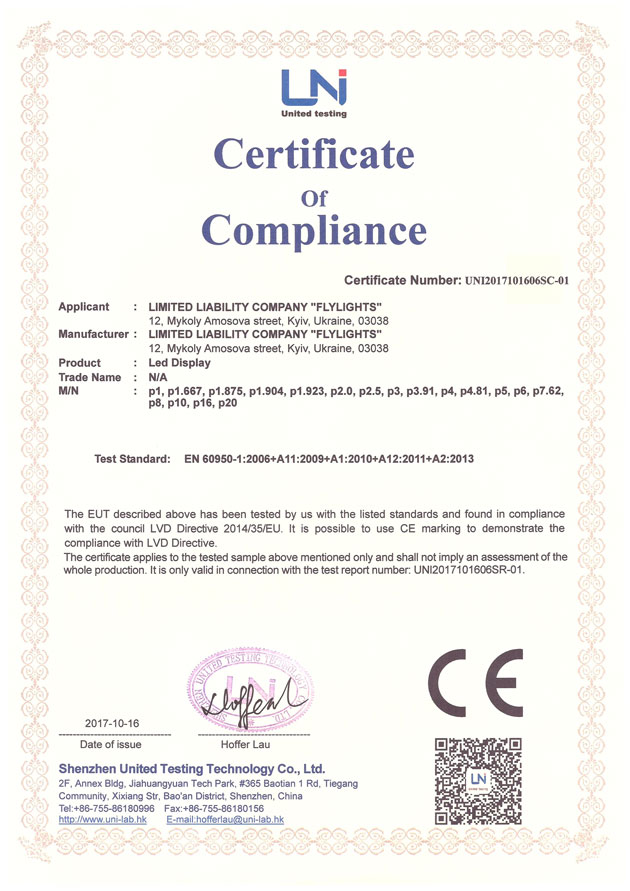 UNi
United testing
Certificate
Of
Compliance
Certificate Number: UNI2017101606SC-01
Applicant : LIMITED LIABILITY COMPANY "FLYLIGHTS"
12, Mykoly Amosova street, Kyiv, Ukraine, 03038
Manufacturer : LIMITED LIABILITY COMPANY "FLYLIGHTS"
12, Mykoly Amosova street, Kyiv, Ukraine, 03038
Product : Led Display
Trade Name : N/A
M/N : p1, p1.667, p1.875, p1.904, p1.923, p2.0, p2.5, p3, p3.91, p4, p4.81, p5, p6, p7.62,
p8, p10, p16, p20
Test Standard: EN 60950-1:2006+A11:2009+A1:2010+A12:2011+A2:2013
The EUT described above has been tested by us with the listed standards and found in compliance
with the council LVD Directive 2014/35/EU. It is possible to use CE marking to demonstrate the
compliance with LVD Directive.
The certificate applies to the tested sample above mentioned only and shall not imply an assessment of the
whole production. It is only valid in connection with the test report number: UNI2017101606SR-01.
UNITED TESTING TECHNOLOGY
UNi
CE
2017-10-16
Date of issue
Hoffer Lau
Shenzhen United Testing Technology Co., Ltd.
2F, Annex Bldg, Jiahuangyuan Tech Park, #365 Baotian 1 Rd, Tiegang
Community, Xixiang Str, Bao'an District, Shenzhen, China
Tel:+86-755-86180996 Fax:+86-755-86180156
http://www.uni-lab.hk E-mail:hofferlau@uni-lab.hk